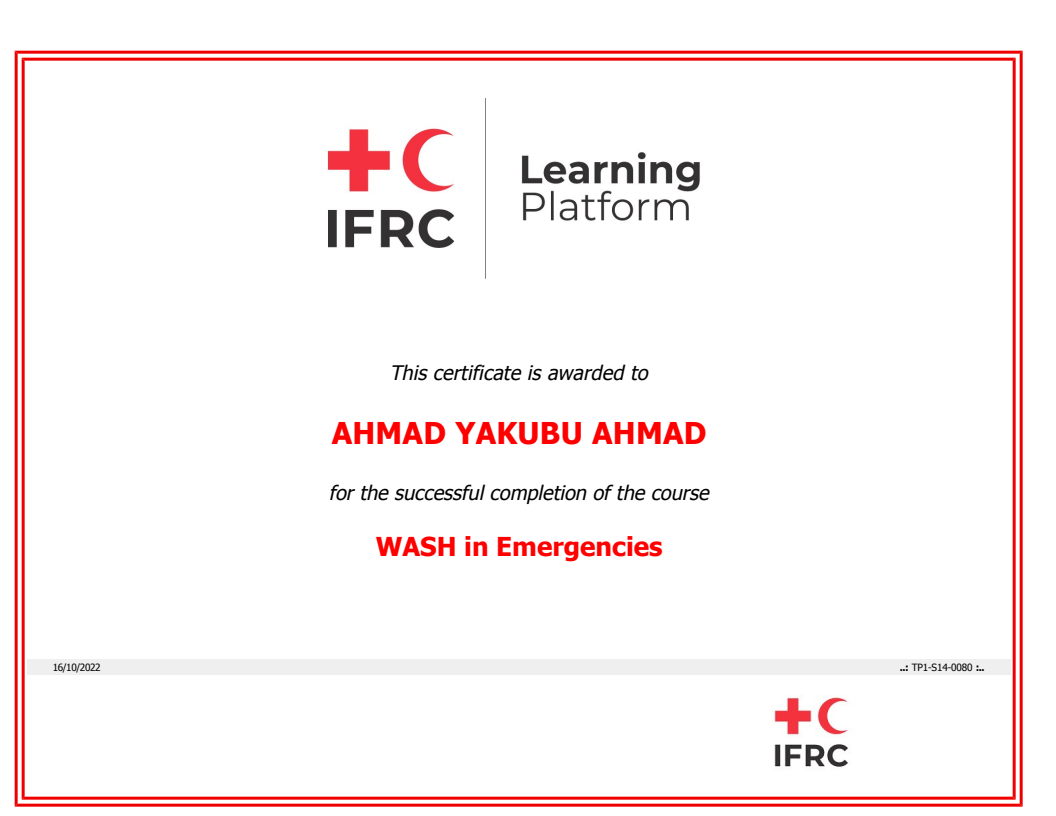 IFRC
Learning
Platform
This certificate is awarded to
AHMAD YAKUBU AHMAD
for the successful completion of the course
WASH in Emergencies
16/10/2022
..: TP1-S14-0080 :..
IFRC